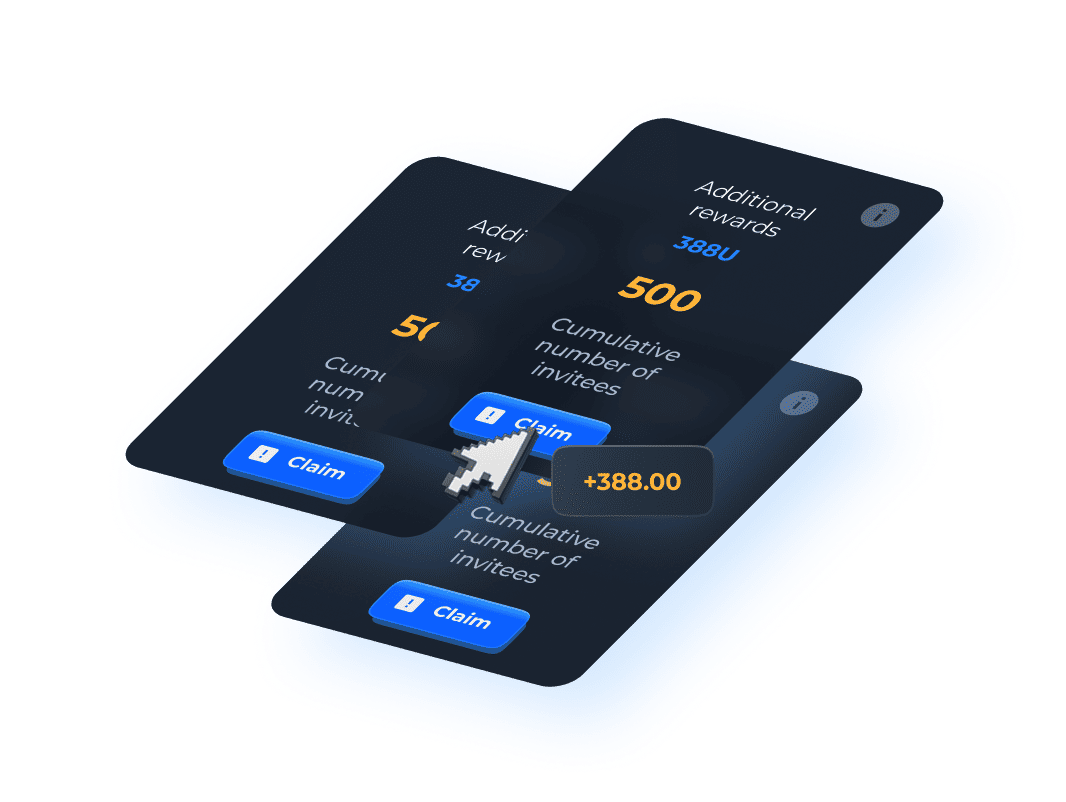 Additional
rewards
388U
500
Cumulative
number of
invitees
Claim
+388.00
Addi
rew
38
5
Cumu
num
invit
Claim
Cumulative
number of
invitees
Claim